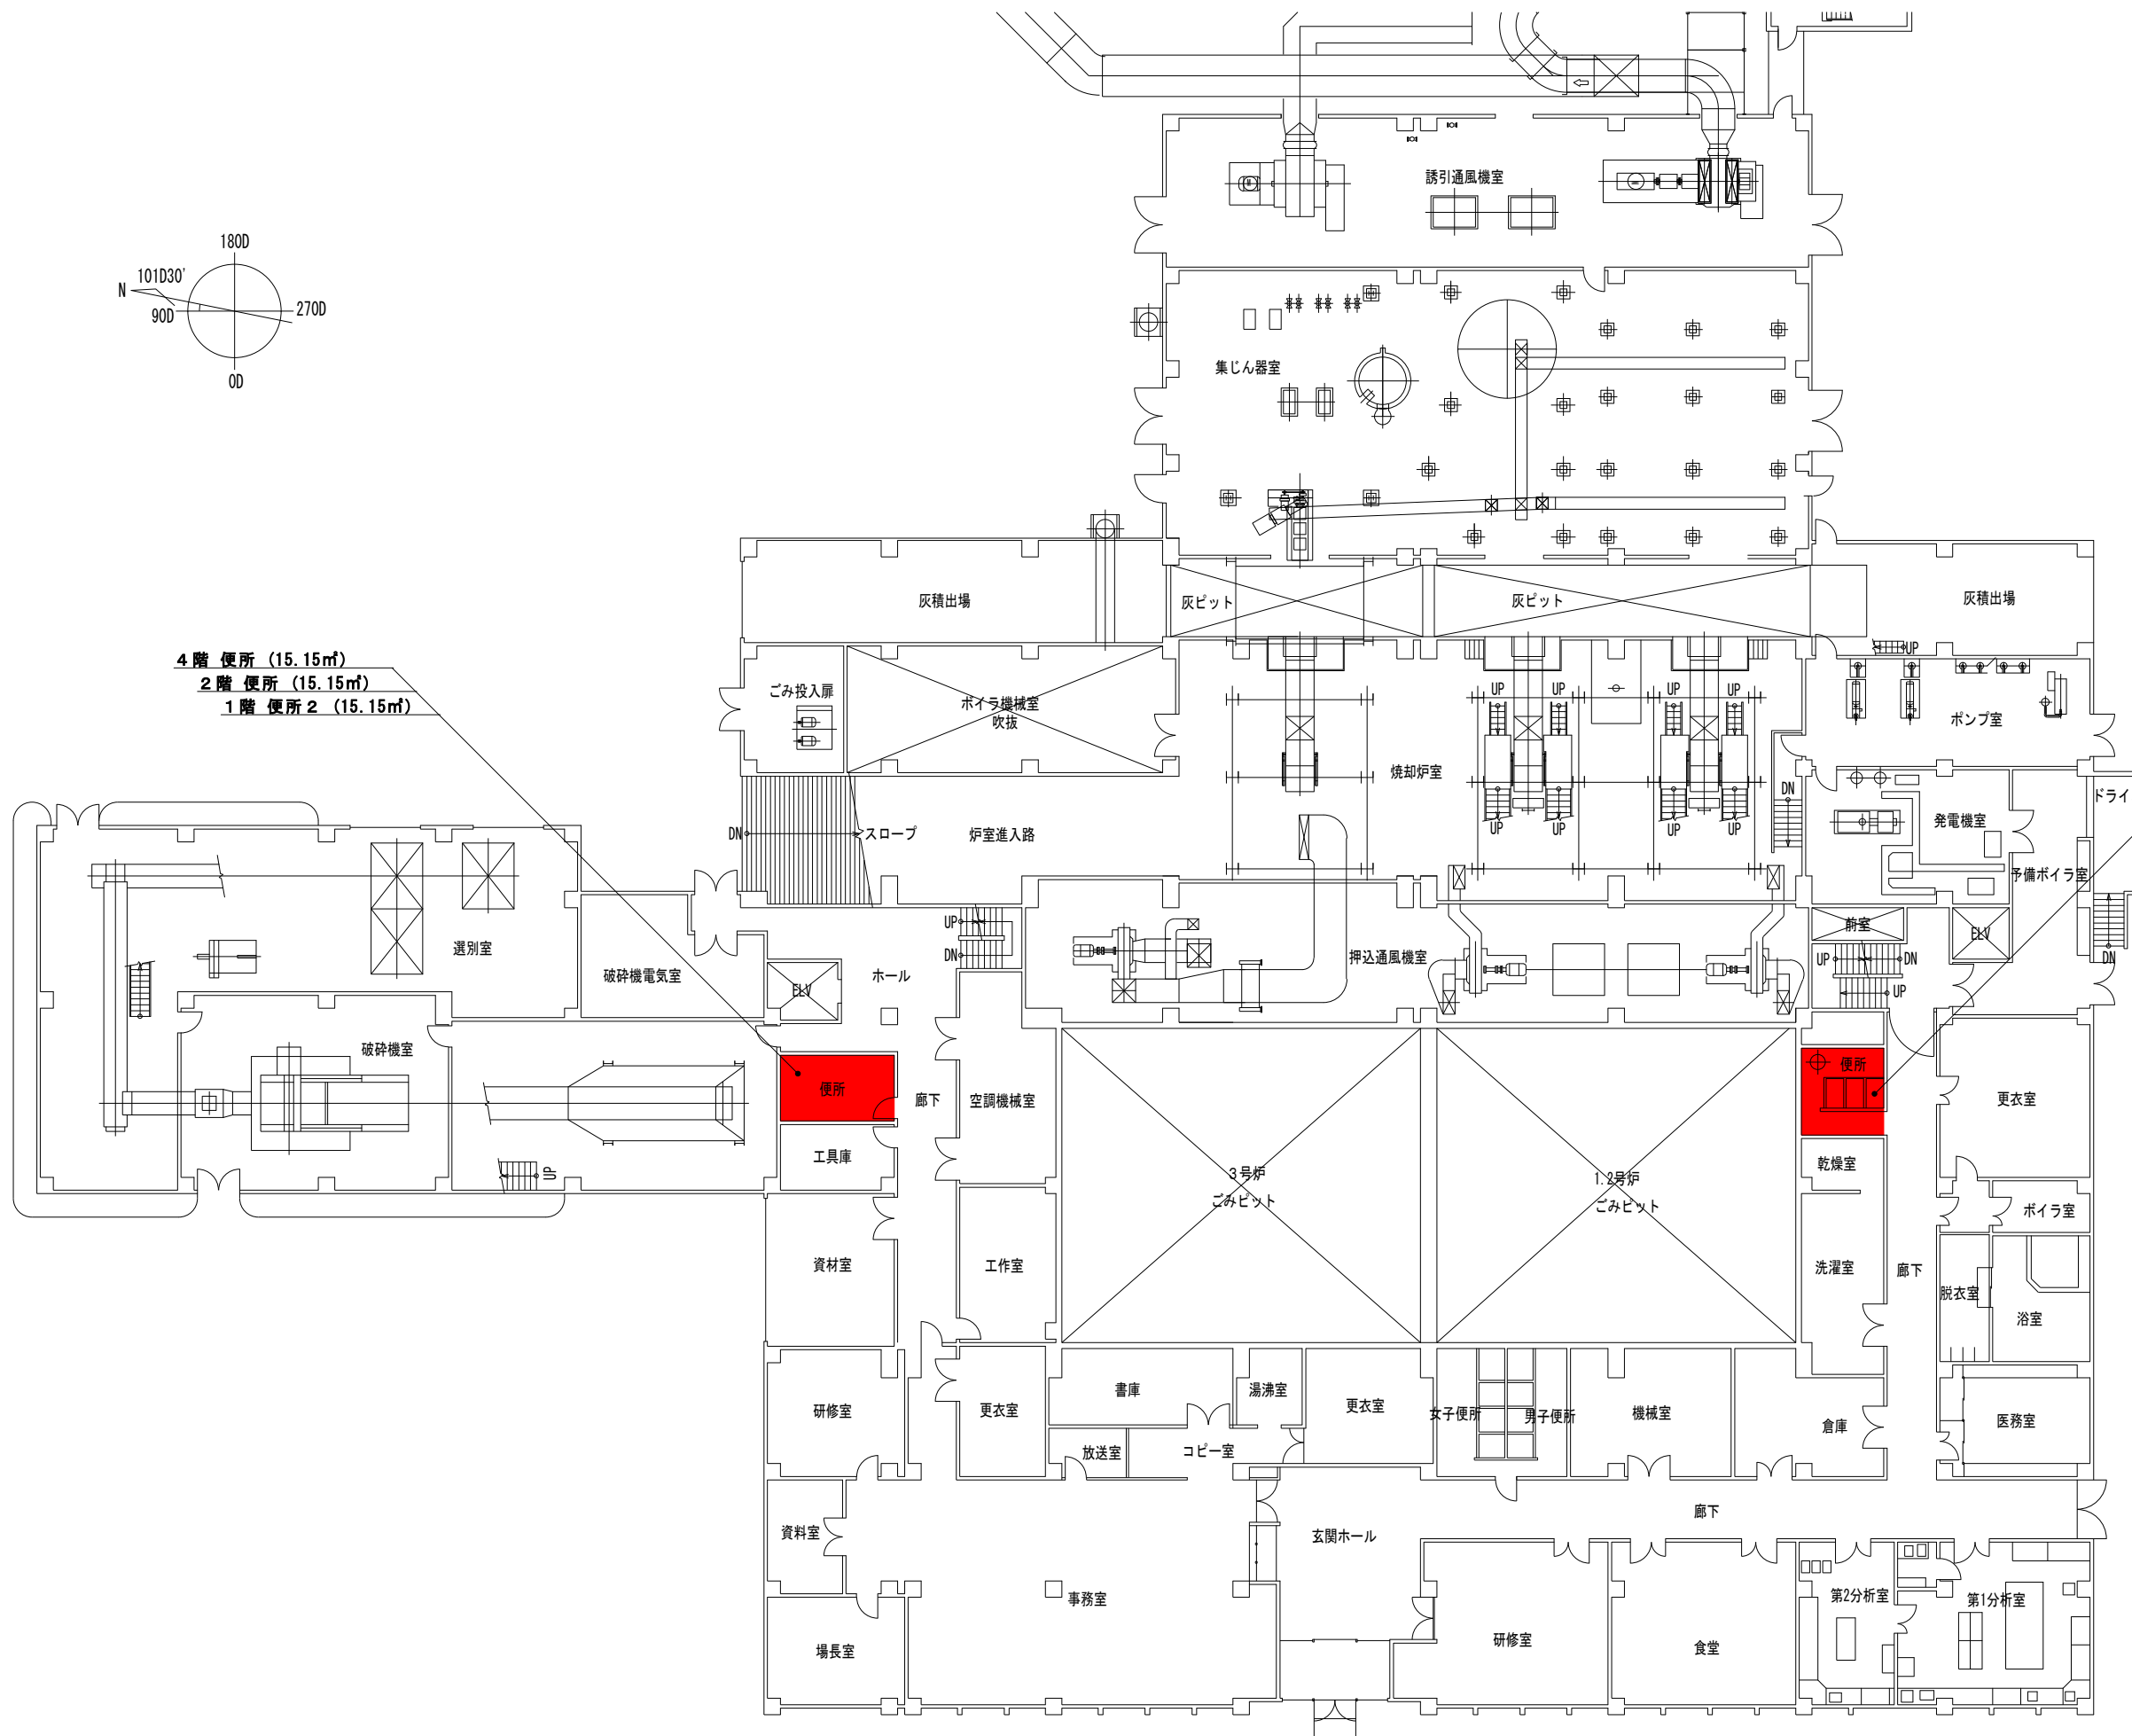 誘引通風機室
180D
N
101D30'
90D
270D
0D
集じん器室
灰積出場
灰ピット
灰ピット
灰積出場
UP
4階 便所 (15.15㎡)
2階 便所 (15.15㎡)
1階 便所2 (15.15㎡)
ごみ投入扉
ボイラ機械室
吹抜
UP
UP
UP
UP
ポンプ室
焼却炉室
DN
ドライ
DN
スロープ
炉室進入路
UP
UP
UP
UP
発電機室
予備ボイラ室
前室
ELV
UP
DN
選別室
破砕機電気室
ELV
ホール
押込通風機室
UP
DN
UP
DN
破砕機室
便所
廊下
空調機械室
便所
更衣室
UP
工具庫
3号炉
ごみピット
1.2号炉
ごみピット
乾燥室
ボイラ室
資材室
工作室
洗濯室
廊下
脱衣室
浴室
研修室
更衣室
書庫
湯沸室
更衣室
女子便所
男子便所
機械室
倉庫
医務室
放送室
コピー室
資料室
玄関ホール
廊下
事務室
場長室
研修室
食堂
第2分析室
第1分析室